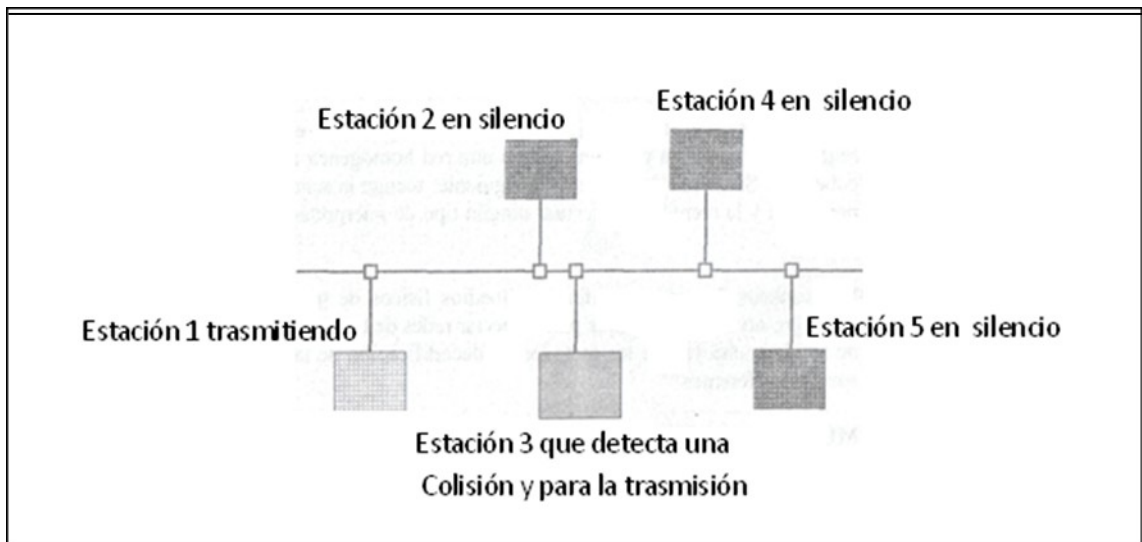 Estación 4 en silencio
Estación 2 en silencio
Estación 1 trasmitiendo
Estación 5 en silencio
Estación 3 que detecta una
Colisión y para la trasmisión